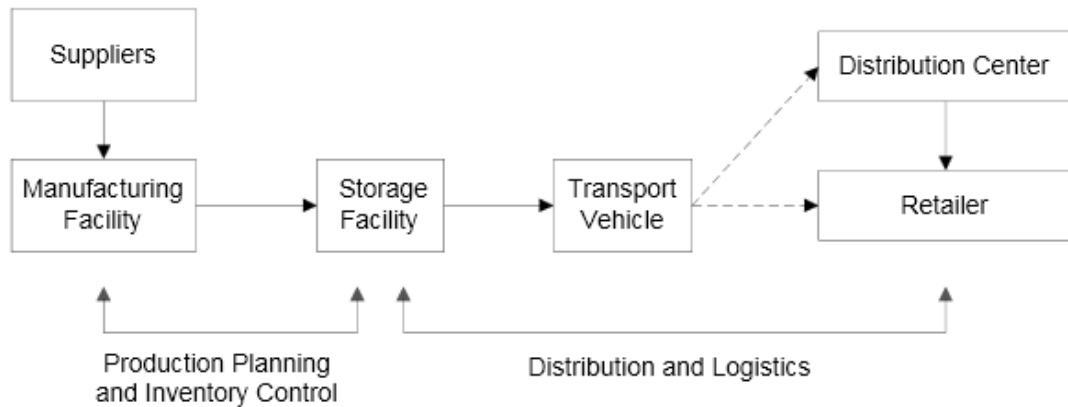 Suppliers
Distribution Center
Manufacturing
Facility
Storage
Facility
Transport
Vehicle
Retailer
Production Planning
and Inventory Control
Distribution and Logistics